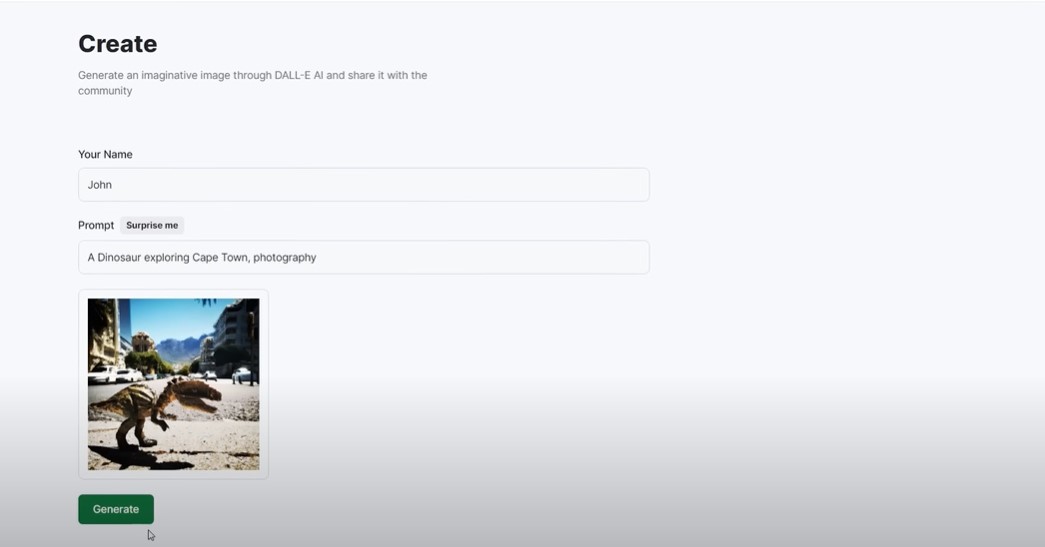 Create
Generate an imaginative image through DALL-E AI and share it with the
community
Your Name
John
Prompt Surprise me
A Dinosaur exploring Cape Town, photography
Generate